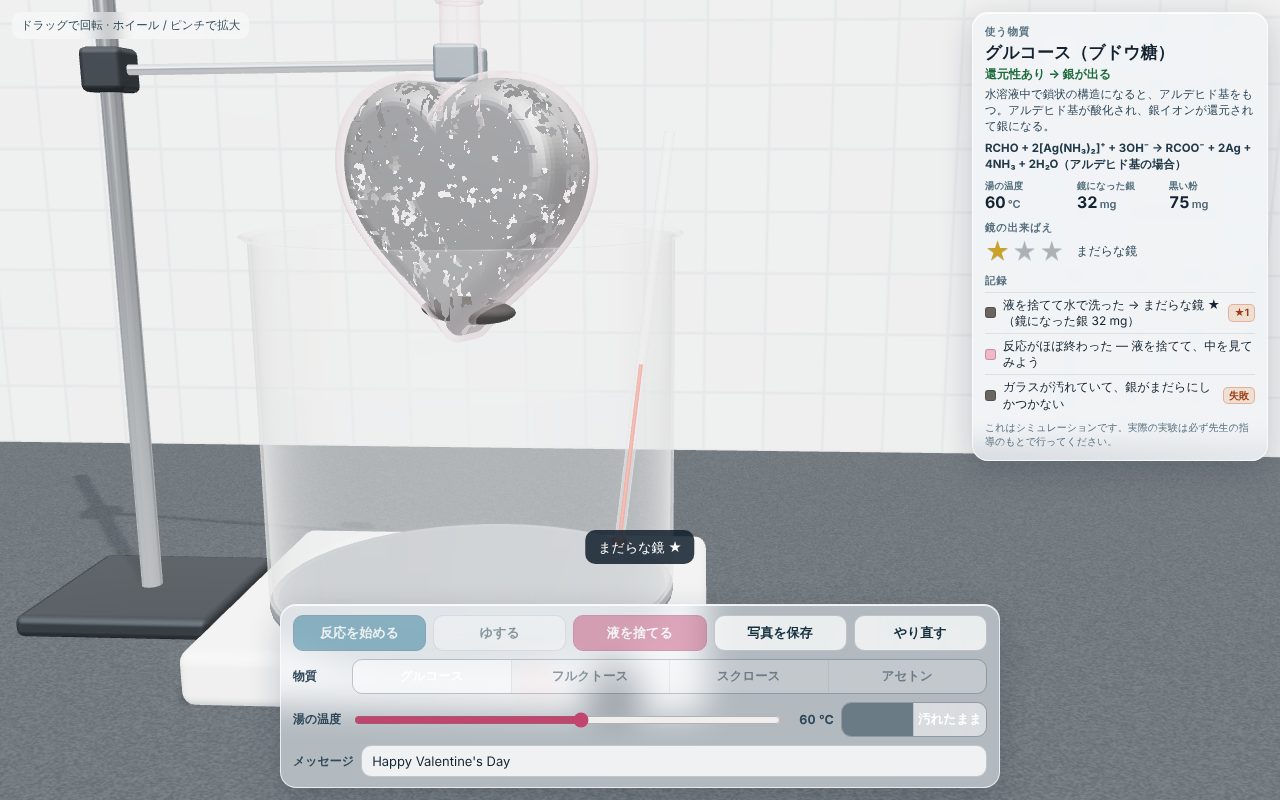 ドラッグで回転 · ホイール / ピンチで拡大
使う物質
グルコース（ブドウ糖）
還元性あり → 銀が出る
水溶液中で鎖状の構造になると、アルデヒド基をも
つ。アルデヒド基が酸化され、銀イオンが還元され
て銀になる。
RCHO + 2[Ag(NH₃)₂]⁺ + 3OH⁻ → RCOO⁻ + 2Ag +
4NH₃ + 2H₂O（アルデヒド基の場合）
湯の温度 鏡になった銀 黒い粉
60 °C 32 mg 75 mg
鏡の出来ばえ
★★★ まだらな鏡
記録
液を捨てて水で洗った → まだらな鏡 ★
（鏡になった銀 32 mg）
★1
反応がほぼ終わった — 液を捨てて、中を見て
みよう
ガラスが汚れていて、銀がまだらにし
かつかない
失敗
これはシミュレーションです。実際の実験は必ず先生の指
導のもとで行ってください。
まだらな鏡 ★
反応を始める ゆする 液を捨てる 写真を保存 やり直す
物質 グルコース フルクトース スクロース アセトン
湯の温度 60 °C 汚れたまま
メッセージ Happy Valentine's Day